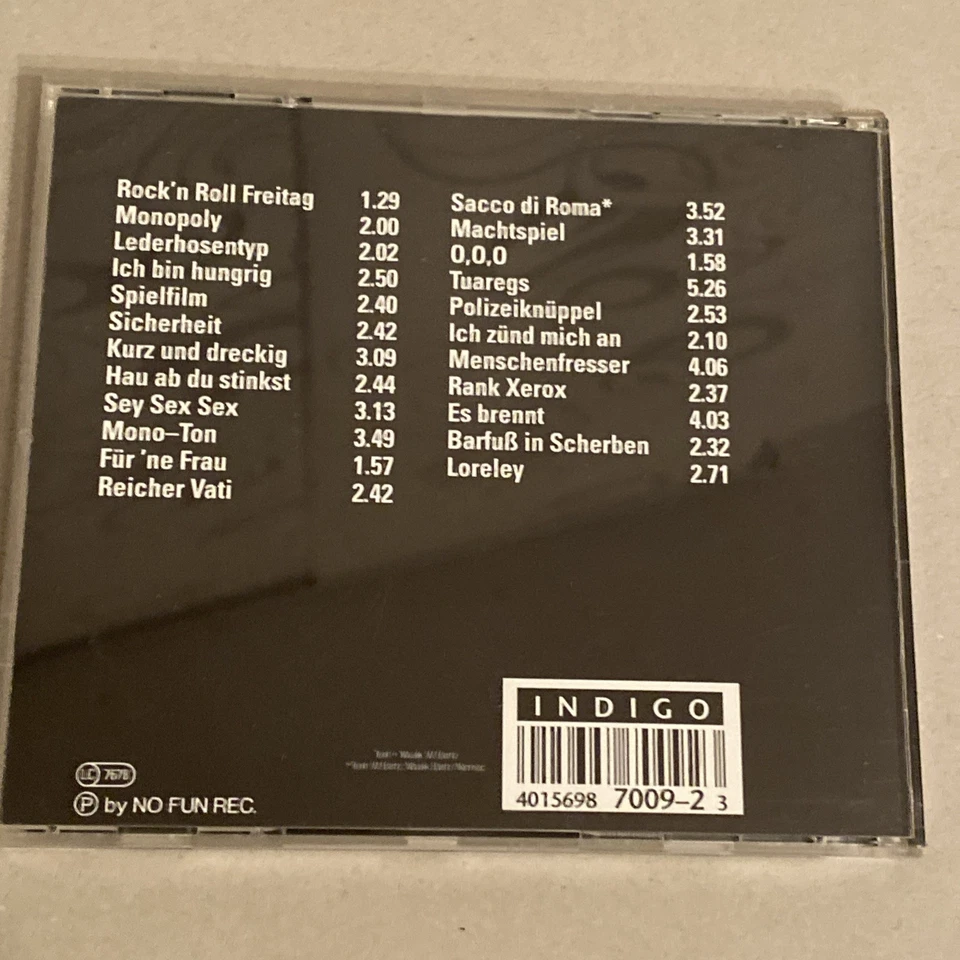 Rock'n Roll Freitag 1.29
Monopoly 2.00
Lederhosentyp 2.02
Ich bin hungrig 2.50
Spielfilm 2.40
Sicherheit 2.42
Kurz und dreckig 3.09
Hau ab du stinkst 2.44
Sey Sex Sex 3.13
Mono–Ton 3.49
Für 'ne Frau 1.57
Reicher Vati 2.42
Sacco di Roma* 3.52
Machtspiel 3.31
O,O,O 1.58
Tuaregs 5.26
Polizeiknüppel 2.53
Ich zünd mich an 2.10
Menschenfresser 4.06
Rank Xerox 2.37
Es brennt 4.03
Barfuß in Scherben 2.32
Loreley 2.71
LC 7678
Ⓟ by NO FUN REC.
INDIGO
4015698 7009–2 3